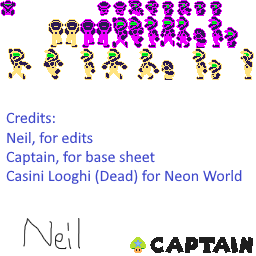 Credits:
Neil, for edits
Captain, for base sheet
Casini Looghi (Dead) for Neon World
Neil
CAPTAIN